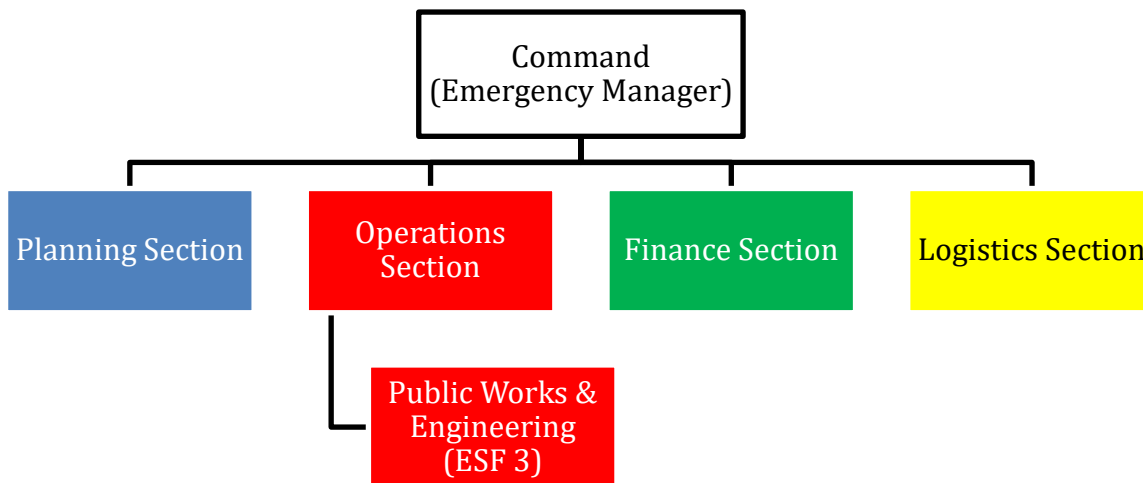 Command
(Emergency Manager)
Planning Section
Operations
Section
Finance Section
Logistics Section
Public Works &
Engineering
(ESF 3)